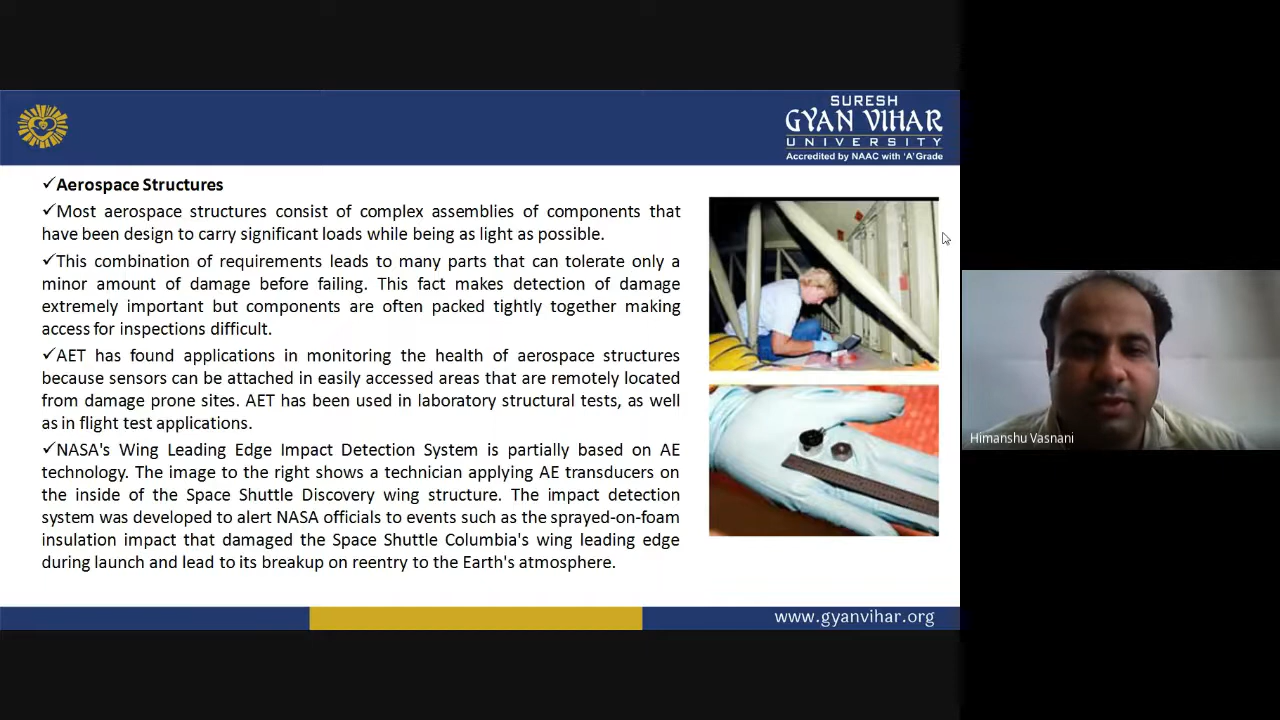 SURESH
GYAN VIHAR
UNIVERSITY
Accredited by NAAC with 'A' Grade
✓Aerospace Structures
✓Most aerospace structures consist of complex assemblies of components that
have been design to carry significant loads while being as light as possible.
✓This combination of requirements leads to many parts that can tolerate only a
minor amount of damage before failing. This fact makes detection of damage
extremely important but components are often packed tightly together making
access for inspections difficult.
✓AET has found applications in monitoring the health of aerospace structures
because sensors can be attached in easily accessed areas that are remotely located
from damage prone sites. AET has been used in laboratory structural tests, as well
as in flight test applications.
✓NASA's Wing Leading Edge Impact Detection System is partially based on AE
technology. The image to the right shows a technician applying AE transducers on
the inside of the Space Shuttle Discovery wing structure. The impact detection
system was developed to alert NASA officials to events such as the sprayed-on-foam
insulation impact that damaged the Space Shuttle Columbia's wing leading edge
during launch and lead to its breakup on reentry to the Earth's atmosphere.
Himanshu Vasnani
www.gyanvihar.org